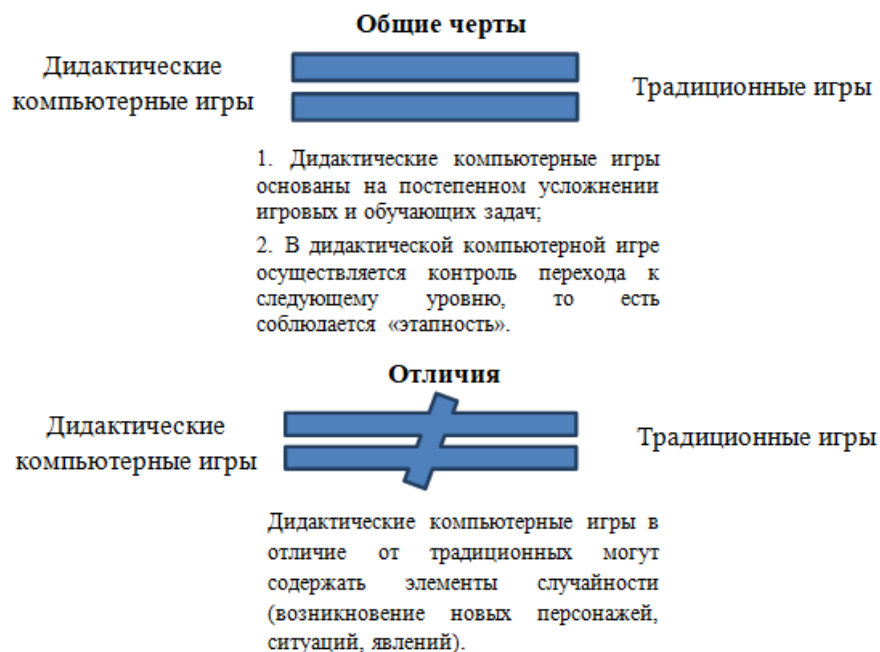 Общие черты
Дидактические
компьютерные игры
Традиционные игры
1. Дидактические компьютерные игры
основаны на постепенном усложнении
игровых и обучающих задач;
2. В дидактической компьютерной игре
осуществляется контроль перехода к
следующему уровню, то есть
соблюдается «этапность».
Отличия
Дидактические
компьютерные игры
Традиционные игры
Дидактические компьютерные игры в
отличие от традиционных могут
содержать элементы случайности
(возникновение новых персонажей,
ситуаций, явлений).